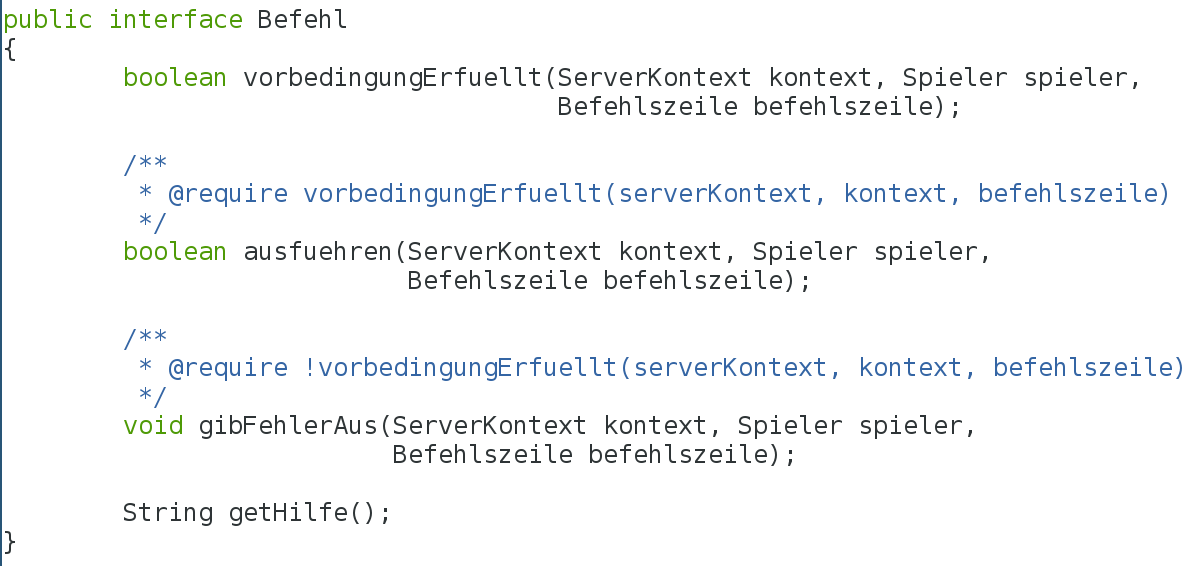 public interface Befehl
{
boolean vorbedingungErfuellt(ServerKontext kontext, Spieler spieler,
Befehlszeile befehlszeile);
/**
* @require vorbedingungErfuellt(serverKontext, kontext, befehlszeile)
*/
boolean ausfuehren(ServerKontext kontext, Spieler spieler,
Befehlszeile befehlszeile);
/**
* @require !vorbedingungErfuellt(serverKontext, kontext, befehlszeile)
*/
void gibFehlerAus(ServerKontext kontext, Spieler spieler,
Befehlszeile befehlszeile);
String getHilfe();
}